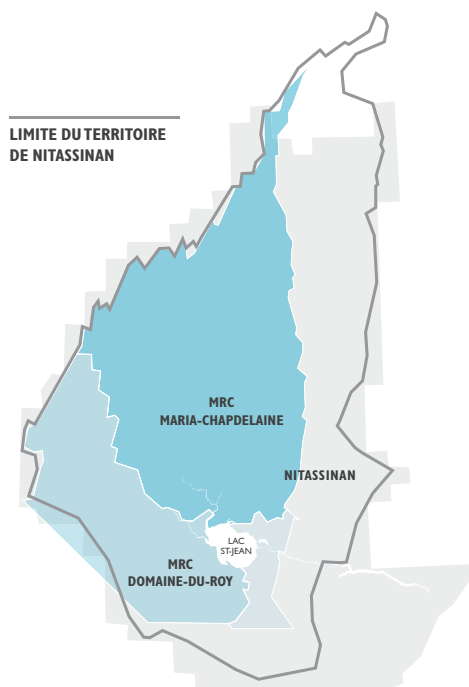 LIMITE DU TERRITOIRE
DE NITASSINAN
MRC
MARIA-CHAPDELAINE
NITASSINAN
LAC
ST-JEAN
MRC
DOMAINE-DU-ROY